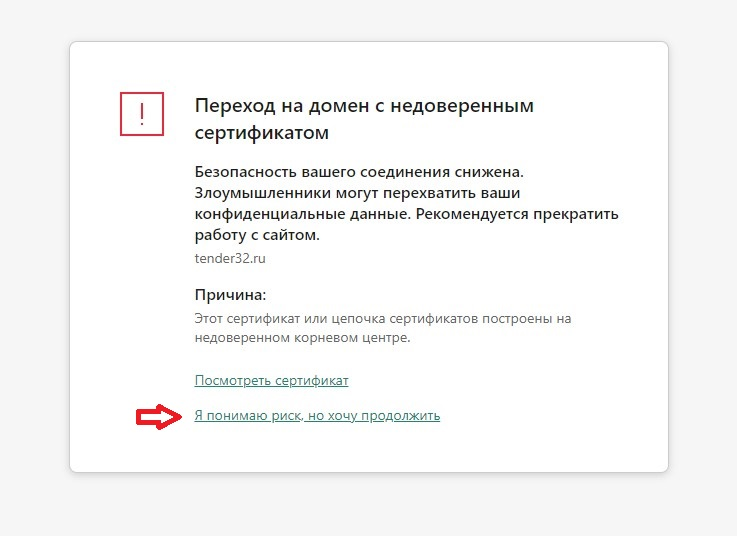 Переход на домен с недоверенным
сертификатом
Безопасность вашего соединения снижена.
Злоумышленники могут перехватить ваши
конфиденциальные данные. Рекомендуется прекратить
работу с сайтом.
tender32.ru
Причина:
Этот сертификат или цепочка сертификатов построены на
недоверенном корневом центре.
Посмотреть сертификат
Я понимаю риск, но хочу продолжить